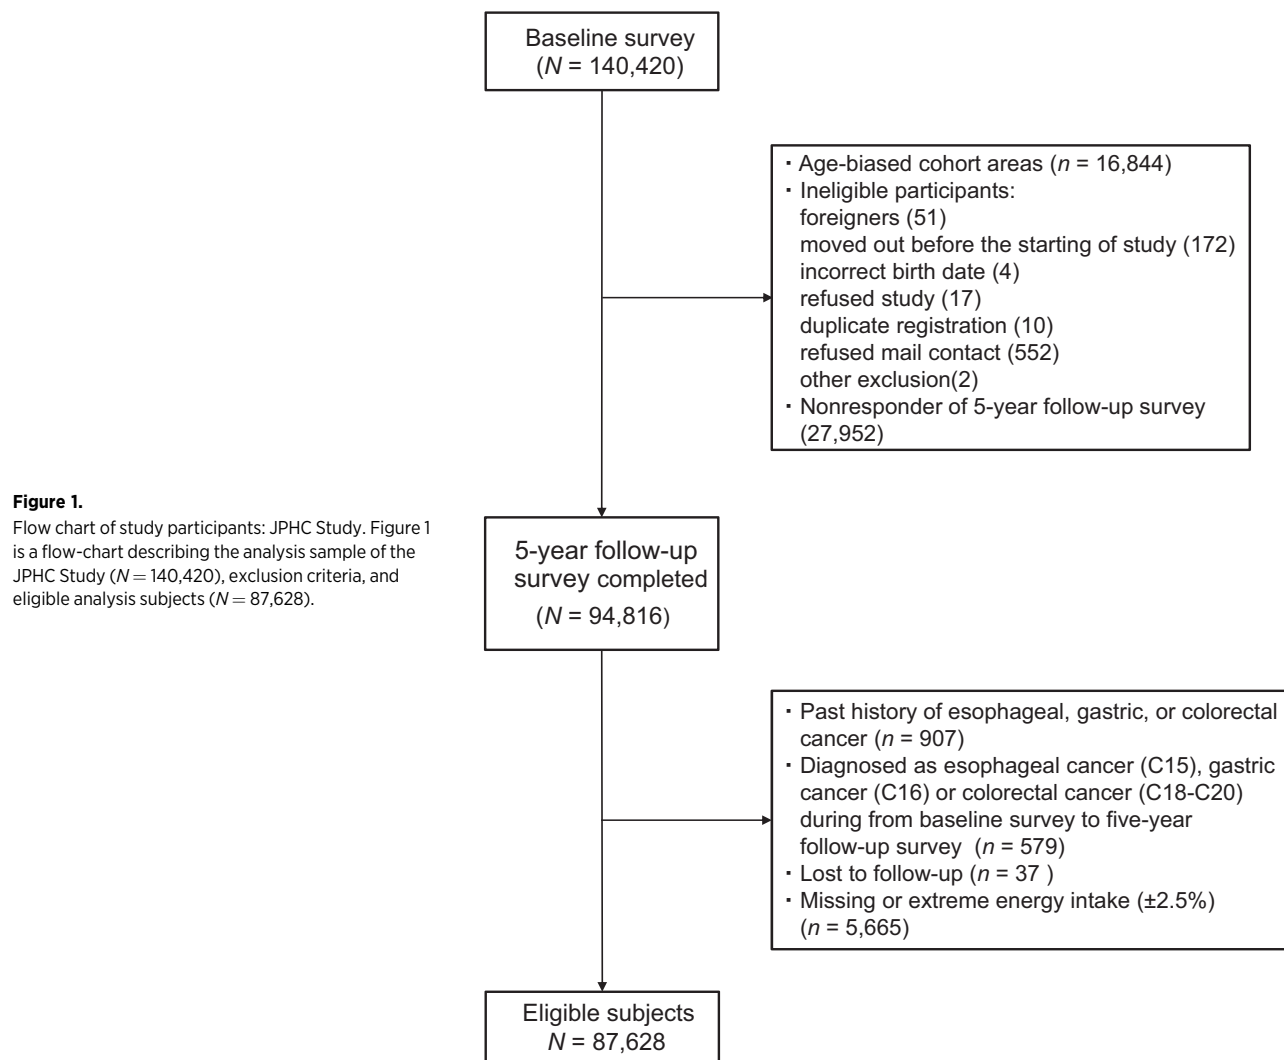 Baseline survey
(N = 140,420)
· Age-biased cohort areas (n = 16,844)
· Ineligible participants:
foreigners (51)
moved out before the starting of study (172)
incorrect birth date (4)
refused study (17)
duplicate registration (10)
refused mail contact (552)
other exclusion(2)
· Nonresponder of 5-year follow-up survey
(27,952)
Figure 1.
Flow chart of study participants: JPHC Study. Figure 1
is a flow-chart describing the analysis sample of the
JPHC Study (N = 140,420), exclusion criteria, and
eligible analysis subjects (N = 87,628).
5-year follow-up
survey completed
(N = 94,816)
· Past history of esophageal, gastric, or colorectal
cancer (n = 907)
· Diagnosed as esophageal cancer (C15), gastric
cancer (C16) or colorectal cancer (C18-C20)
during from baseline survey to five-year
follow-up survey (n = 579)
· Lost to follow-up (n = 37 )
· Missing or extreme energy intake (±2.5%)
(n = 5,665)
Eligible subjects
N = 87,628